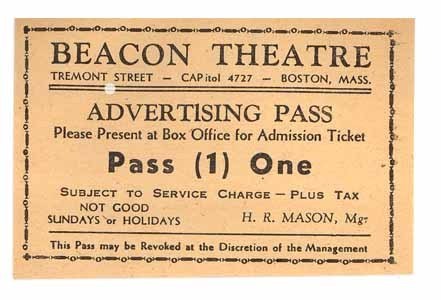 BEACON THEATRE
TREMONT STREET – CAPitol 4727 – BOSTON, MASS.
ADVERTISING PASS
Please Present at Box Office for Admission Ticket
Pass (1) One
SUBJECT TO SERVICE CHARGE – PLUS TAX
NOT GOOD
SUNDAYS or HOLIDAYS
H. R. MASON, Mgr
This Pass may be Revoked at the Discretion of the Management